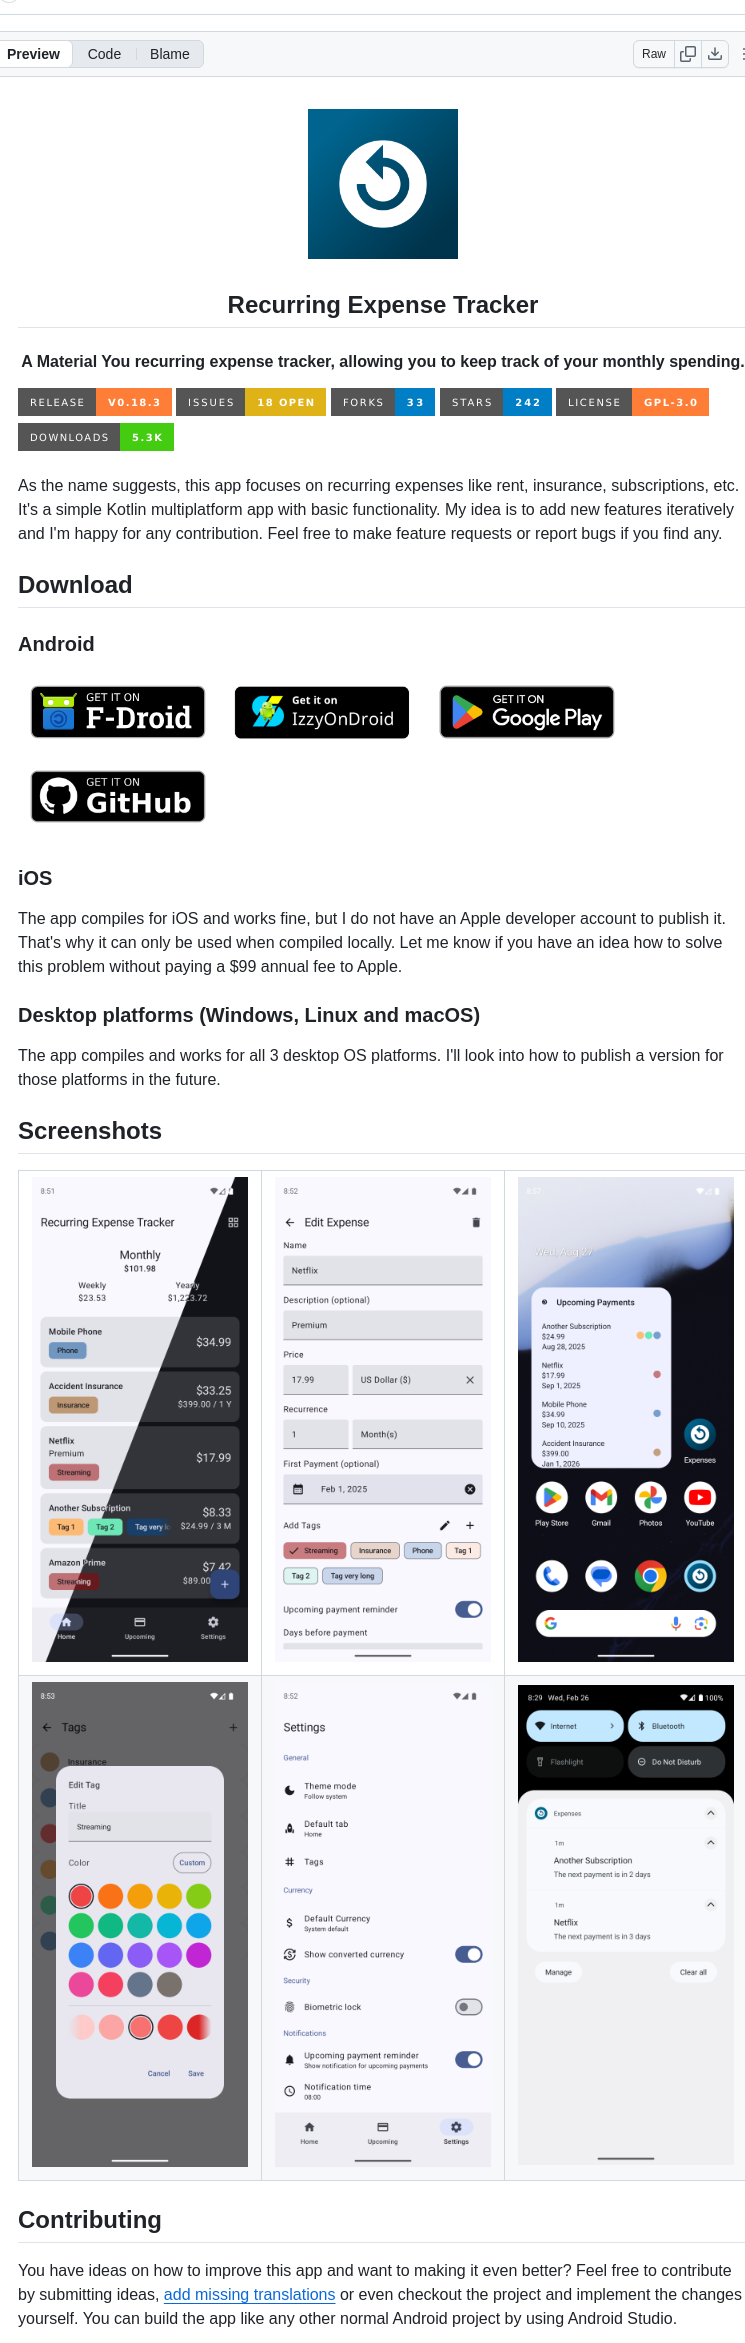 Preview Code Blame Raw
Recurring Expense Tracker
A Material You recurring expense tracker, allowing you to keep track of your monthly spending.
RELEASE V0.18.3 ISSUES 18 OPEN FORKS 33 STARS 242 LICENSE GPL-3.0
DOWNLOADS 5.3K
As the name suggests, this app focuses on recurring expenses like rent, insurance, subscriptions, etc.
It's a simple Kotlin multiplatform app with basic functionality. My idea is to add new features iteratively
and I'm happy for any contribution. Feel free to make feature requests or report bugs if you find any.
Download
Android
GET IT ON F-Droid
Get it on IzzyOnDroid
GET IT ON Google Play
GET IT ON GitHub
iOS
The app compiles for iOS and works fine, but I do not have an Apple developer account to publish it.
That's why it can only be used when compiled locally. Let me know if you have an idea how to solve
this problem without paying a $99 annual fee to Apple.
Desktop platforms (Windows, Linux and macOS)
The app compiles and works for all 3 desktop OS platforms. I'll look into how to publish a version for
those platforms in the future.
Screenshots
8:51
Recurring Expense Tracker
Monthly
$101.98
Weekly Yearly
$23.53 $1,223.72
Mobile Phone
Phone
$34.99
Accident Insurance
Insurance
$33.25
$399.00 / 1 Y
Netflix
Premium
Streaming
$17.99
Another Subscription
Tag 1 Tag 2 Tag very lo
$8.33
$24.99 / 3 M
Amazon Prime
Streaming
$7.42
$89.00
+
Home Upcoming Settings
8:52
Edit Expense
Name
Netflix
Description (optional)
Premium
Price
17.99 US Dollar ($)
Recurrence
1 Month(s)
First Payment (optional)
Feb 1, 2025
Add Tags
Streaming Insurance Phone Tag 1
Tag 2 Tag very long
Upcoming payment reminder
Days before payment
Wed, Aug 27
Upcoming Payments
Another Subscription
$24.99
Aug 28, 2025
Netflix
$17.99
Sep 1, 2025
Mobile Phone
$34.99
Sep 10, 2025
Accident Insurance
$399.00
Jan 1, 2026
Expenses
Play Store Gmail Photos YouTube
8:53
Tags
Insurance
Edit Tag
Title
Streaming
Color Custom
Cancel Save
8:52
Settings
General
Theme mode
Follow system
Default tab
Home
Tags
Currency
Default Currency
System default
Show converted currency
Security
Biometric lock
Notifications
Upcoming payment reminder
Show notification for upcoming payments
Notification time
08:00
Home Upcoming Settings
8:29 Wed, Feb 26 100%
Internet Bluetooth
Flashlight Do Not Disturb
Expenses
1m
Another Subscription
The next payment is in 2 days
1m
Netflix
The next payment is in 3 days
Manage Clear all
Contributing
You have ideas on how to improve this app and want to making it even better? Feel free to contribute
by submitting ideas, add missing translations or even checkout the project and implement the changes
yourself. You can build the app like any other normal Android project by using Android Studio.